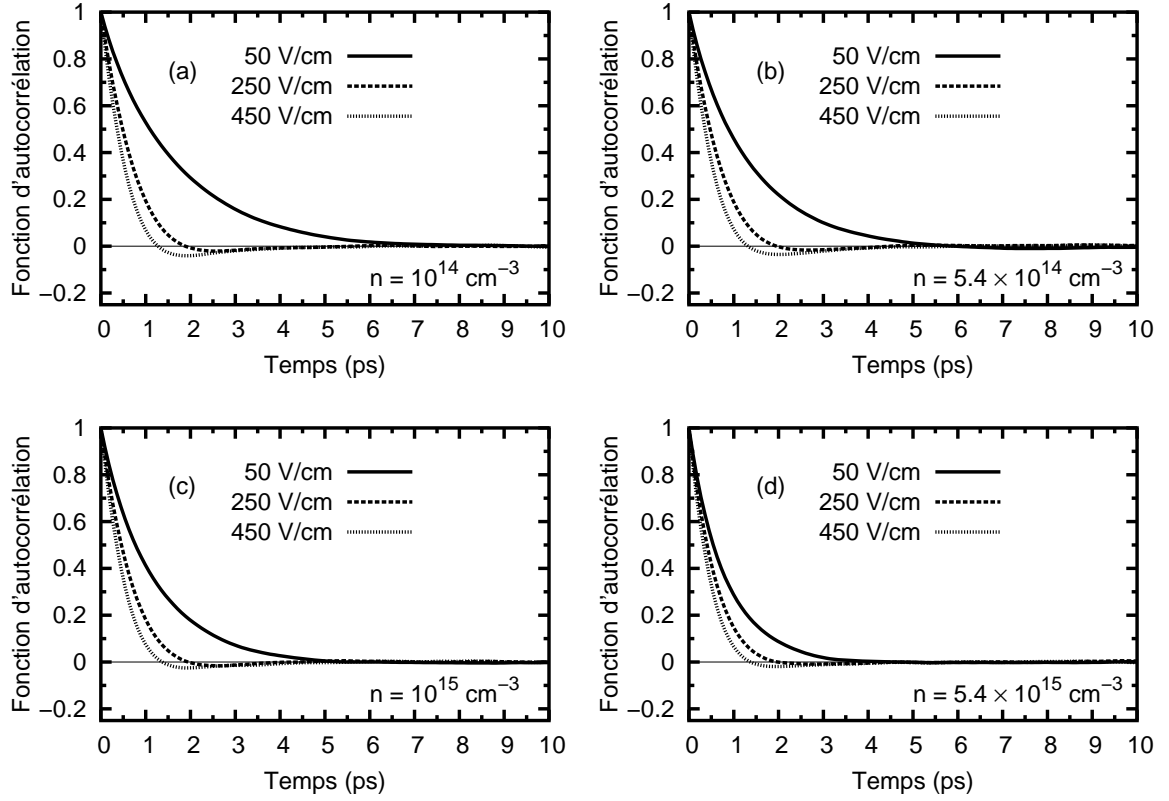 Fonction d'autocorrélation
1
0.8
0.6
0.4
0.2
0
−0.2
(a)
50 V/cm
250 V/cm
450 V/cm
n = 10^14 cm^−3
0 1 2 3 4 5 6 7 8 9 10
Temps (ps)
Fonction d'autocorrélation
1
0.8
0.6
0.4
0.2
0
−0.2
(b)
50 V/cm
250 V/cm
450 V/cm
n = 5.4 × 10^14 cm^−3
0 1 2 3 4 5 6 7 8 9 10
Temps (ps)
Fonction d'autocorrélation
1
0.8
0.6
0.4
0.2
0
−0.2
(c)
50 V/cm
250 V/cm
450 V/cm
n = 10^15 cm^−3
0 1 2 3 4 5 6 7 8 9 10
Temps (ps)
Fonction d'autocorrélation
1
0.8
0.6
0.4
0.2
0
−0.2
(d)
50 V/cm
250 V/cm
450 V/cm
n = 5.4 × 10^15 cm^−3
0 1 2 3 4 5 6 7 8 9 10
Temps (ps)